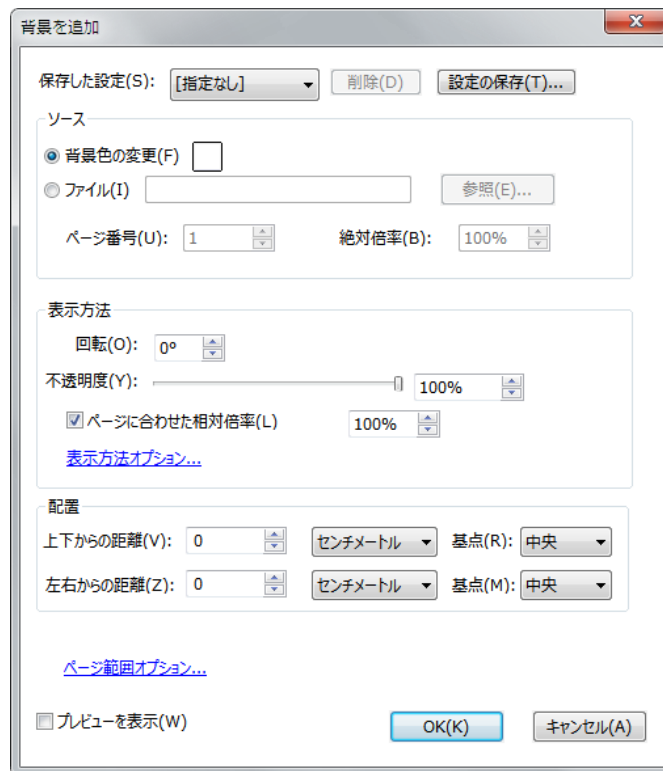 背景を追加
保存した設定(S): [指定なし] 削除(D) 設定の保存(T)...
ソース
背景色の変更(F)
ファイル(I) 参照(E)...
ページ番号(U): 1 絶対倍率(B): 100%
表示方法
回転(O): 0º
不透明度(Y): 100%
ページに合わせた相対倍率(L) 100%
表示方法オプション...
配置
上下からの距離(V): 0 センチメートル 基点(R): 中央
左右からの距離(Z): 0 センチメートル 基点(M): 中央
ページ範囲オプション...
プレビューを表示(W) OK(K) キャンセル(A)